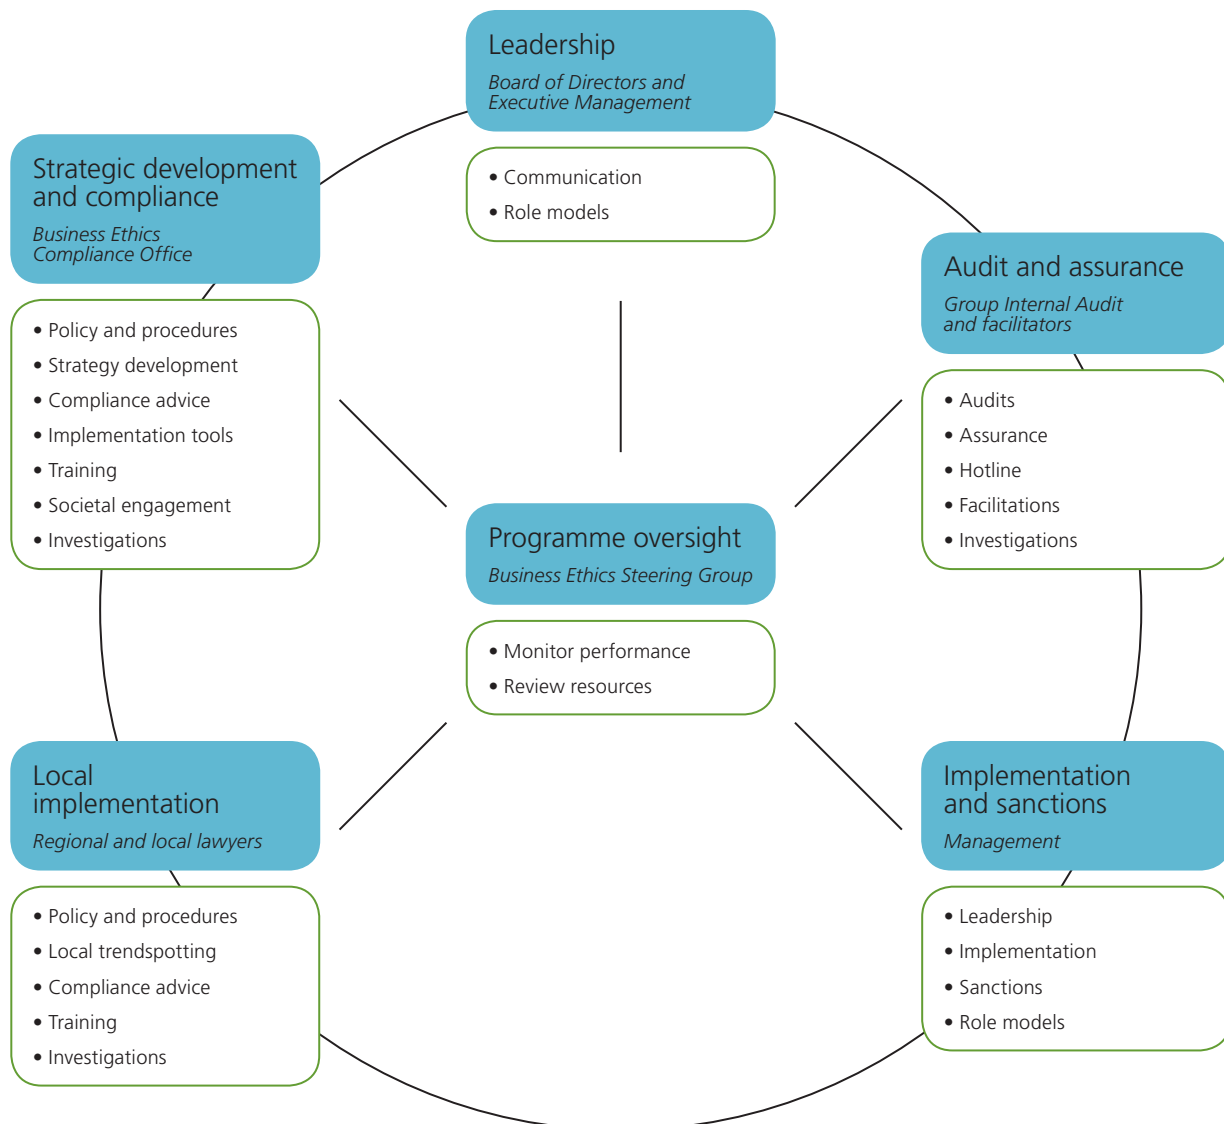 Leadership
Board of Directors and
Executive Management
• Communication
• Role models
Strategic development
and compliance
Business Ethics
Compliance Office
• Policy and procedures
• Strategy development
• Compliance advice
• Implementation tools
• Training
• Societal engagement
• Investigations
Audit and assurance
Group Internal Audit
and facilitators
• Audits
• Assurance
• Hotline
• Facilitations
• Investigations
Programme oversight
Business Ethics Steering Group
• Monitor performance
• Review resources
Local
implementation
Regional and local lawyers
• Policy and procedures
• Local trendspotting
• Compliance advice
• Training
• Investigations
Implementation
and sanctions
Management
• Leadership
• Implementation
• Sanctions
• Role models